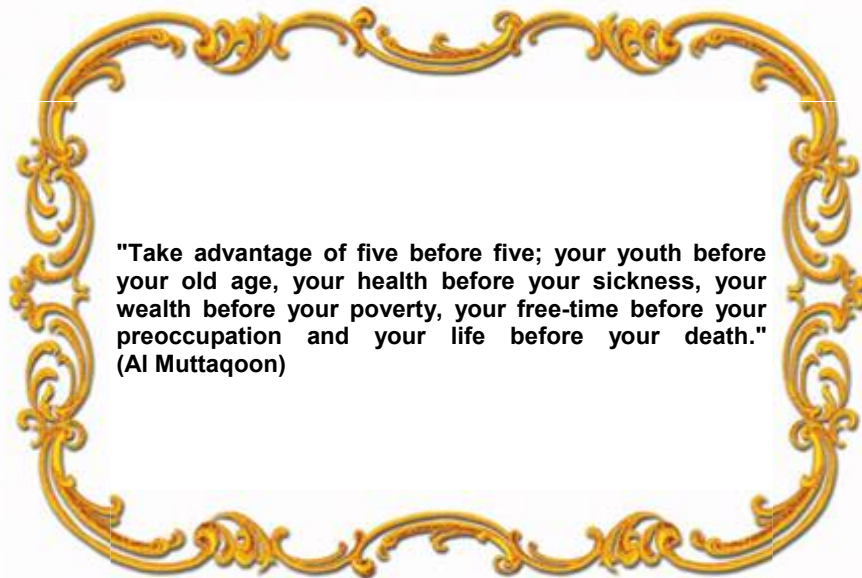 "Take advantage of five before five; your youth before
your old age, your health before your sickness, your
wealth before your poverty, your free-time before your
preoccupation and your life before your death."
(Al Muttaqoon)